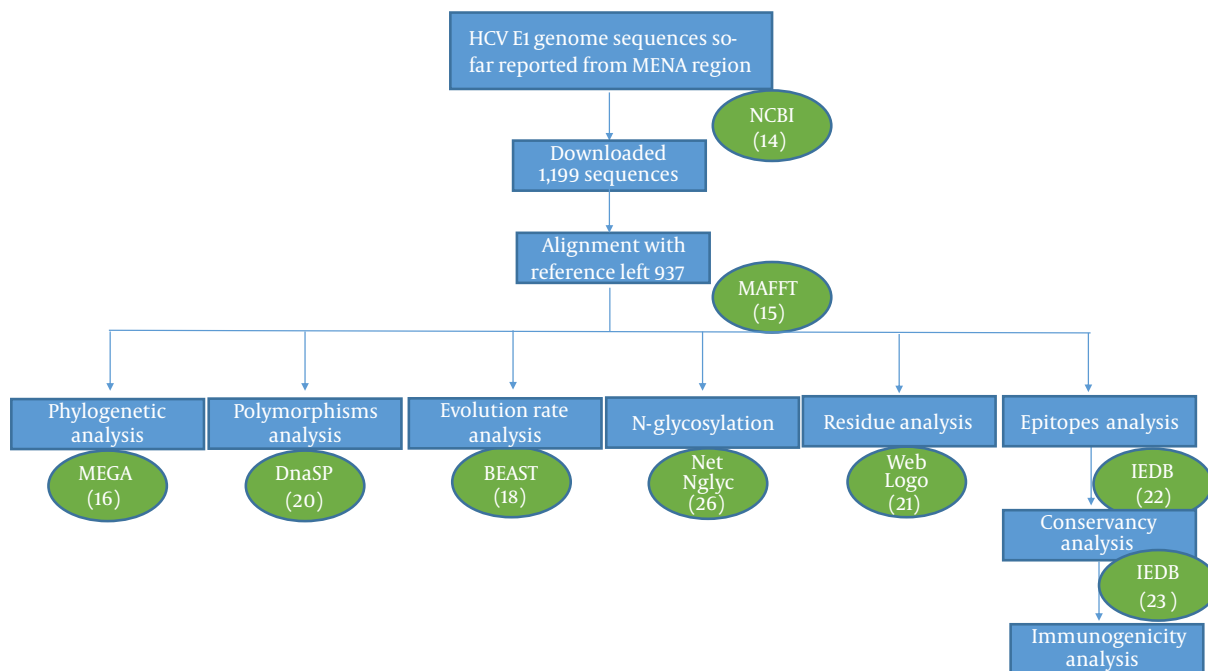 HCV E1 genome sequences so-
far reported from MENA region
NCBI
(14)
Downloaded
1,199 sequences
Alignment with
reference left 937
MAFFT
(15)
Phylogenetic
analysis
MEGA
(16)
Polymorphisms
analysis
DnaSP
(20)
Evolution rate
analysis
BEAST
(18)
N-glycosylation
Net
Nglyc
(26)
Residue analysis
Web
Logo
(21)
Epitopes analysis
IEDB
(22)
Conservancy
analysis
IEDB
(23 )
Immunogenicity
analysis